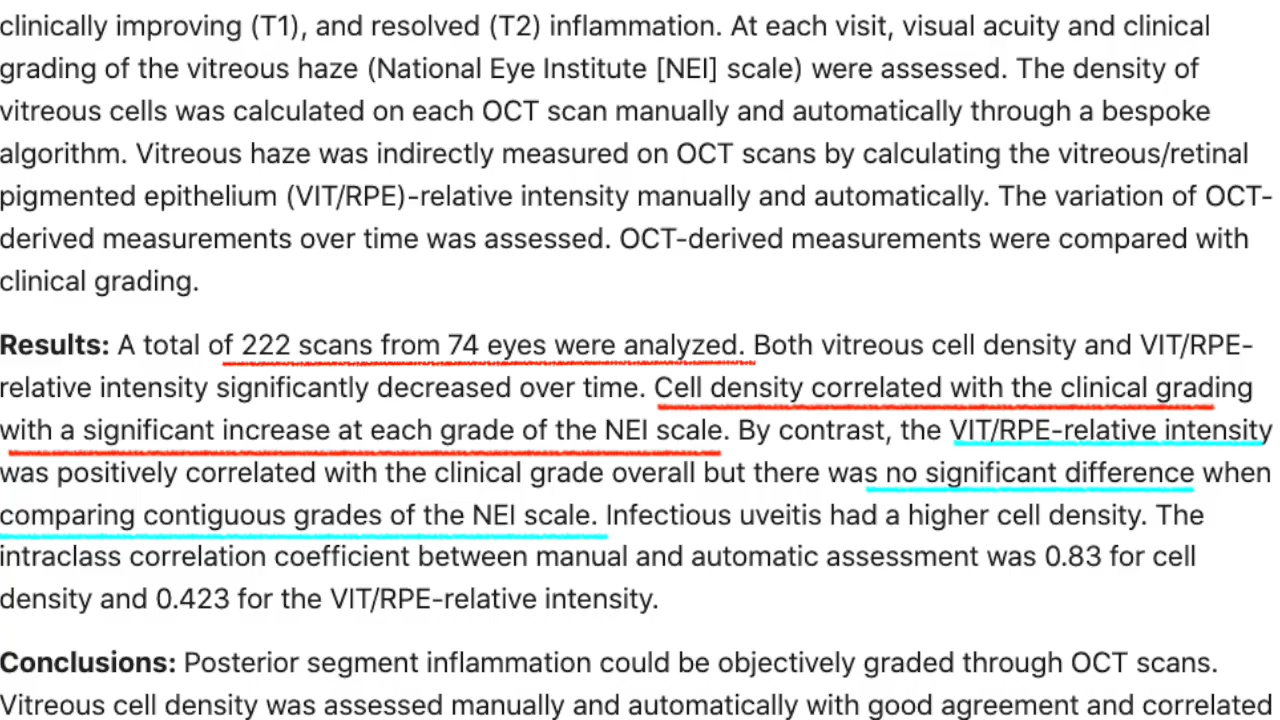 clinically improving (T1), and resolved (T2) inflammation. At each visit, visual acuity and clinical
grading of the vitreous haze (National Eye Institute [NEI] scale) were assessed. The density of
vitreous cells was calculated on each OCT scan manually and automatically through a bespoke
algorithm. Vitreous haze was indirectly measured on OCT scans by calculating the vitreous/retinal
pigmented epithelium (VIT/RPE)-relative intensity manually and automatically. The variation of OCT-
derived measurements over time was assessed. OCT-derived measurements were compared with
clinical grading.
Results: A total of 222 scans from 74 eyes were analyzed. Both vitreous cell density and VIT/RPE-
relative intensity significantly decreased over time. Cell density correlated with the clinical grading
with a significant increase at each grade of the NEI scale. By contrast, the VIT/RPE-relative intensity
was positively correlated with the clinical grade overall but there was no significant difference when
comparing contiguous grades of the NEI scale. Infectious uveitis had a higher cell density. The
intraclass correlation coefficient between manual and automatic assessment was 0.83 for cell
density and 0.423 for the VIT/RPE-relative intensity.
Conclusions: Posterior segment inflammation could be objectively graded through OCT scans.
Vitreous cell density was assessed manually and automatically with good agreement and correlated